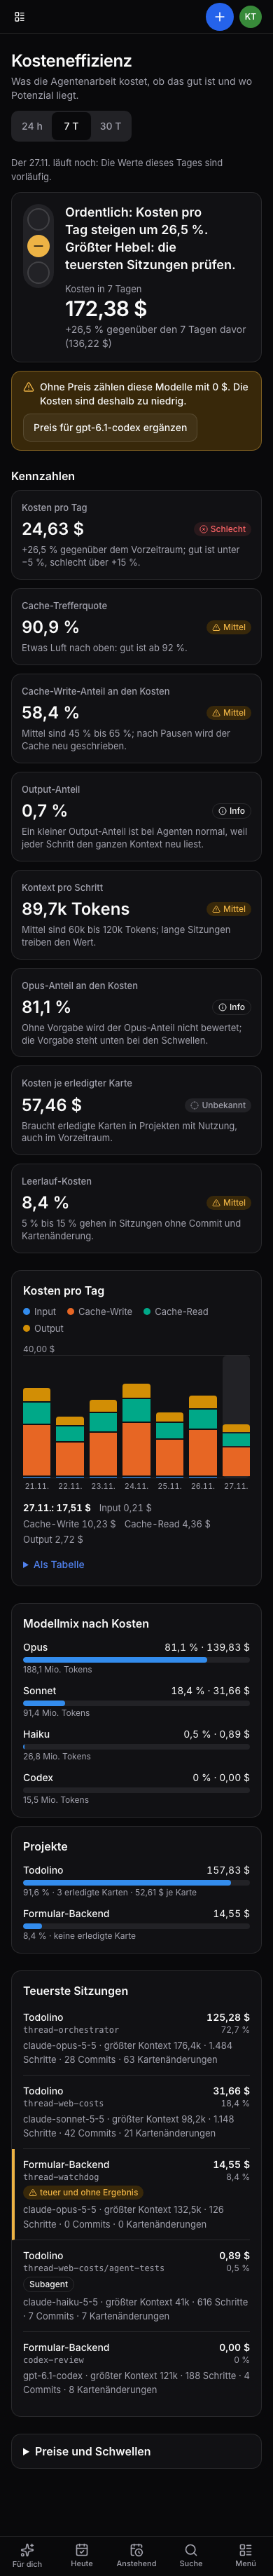 KT
Kosteneffizienz
Was die Agentenarbeit kostet, ob das gut ist und wo
Potenzial liegt.
24 h 7 T 30 T
Der 27.11. läuft noch: Die Werte dieses Tages sind
vorläufig.
Ordentlich: Kosten pro
Tag steigen um 26,5 %.
Größter Hebel: die
teuersten Sitzungen prüfen.
Kosten in 7 Tagen
172,38 $
+26,5 % gegenüber den 7 Tagen davor
(136,22 $)
Ohne Preis zählen diese Modelle mit 0 $. Die
Kosten sind deshalb zu niedrig.
Preis für gpt-6.1-codex ergänzen
Kennzahlen
Kosten pro Tag
24,63 $ Schlecht
+26,5 % gegenüber dem Vorzeitraum; gut ist unter
−5 %, schlecht über +15 %.
Cache-Trefferquote
90,9 % Mittel
Etwas Luft nach oben: gut ist ab 92 %.
Cache-Write-Anteil an den Kosten
58,4 % Mittel
Mittel sind 45 % bis 65 %; nach Pausen wird der
Cache neu geschrieben.
Output-Anteil
0,7 % Info
Ein kleiner Output-Anteil ist bei Agenten normal, weil
jeder Schritt den ganzen Kontext neu liest.
Kontext pro Schritt
89,7k Tokens Mittel
Mittel sind 60k bis 120k Tokens; lange Sitzungen
treiben den Wert.
Opus-Anteil an den Kosten
81,1 % Info
Ohne Vorgabe wird der Opus-Anteil nicht bewertet;
die Vorgabe steht unten bei den Schwellen.
Kosten je erledigter Karte
57,46 $ Unbekannt
Braucht erledigte Karten in Projekten mit Nutzung,
auch im Vorzeitraum.
Leerlauf-Kosten
8,4 % Mittel
5 % bis 15 % gehen in Sitzungen ohne Commit und
Kartenänderung.
Kosten pro Tag
Input Cache-Write Cache-Read
Output
40,00 $
21.11. 22.11. 23.11. 24.11. 25.11. 26.11. 27.11.
27.11.: 17,51 $ Input 0,21 $
Cache-Write 10,23 $ Cache-Read 4,36 $
Output 2,72 $
Als Tabelle
Modellmix nach Kosten
Opus 81,1 % · 139,83 $
188,1 Mio. Tokens
Sonnet 18,4 % · 31,66 $
91,4 Mio. Tokens
Haiku 0,5 % · 0,89 $
26,8 Mio. Tokens
Codex 0 % · 0,00 $
15,5 Mio. Tokens
Projekte
Todolino 157,83 $
91,6 % · 3 erledigte Karten · 52,61 $ je Karte
Formular-Backend 14,55 $
8,4 % · keine erledigte Karte
Teuerste Sitzungen
Todolino 125,28 $
thread-orchestrator 72,7 %
claude-opus-5-5 · größter Kontext 176,4k · 1.484
Schritte · 28 Commits · 63 Kartenänderungen
Todolino 31,66 $
thread-web-costs 18,4 %
claude-sonnet-5-5 · größter Kontext 98,2k · 1.148
Schritte · 42 Commits · 21 Kartenänderungen
Formular-Backend 14,55 $
thread-watchdog 8,4 %
teuer und ohne Ergebnis
claude-opus-5-5 · größter Kontext 132,5k · 126
Schritte · 0 Commits · 0 Kartenänderungen
Todolino 0,89 $
thread-web-costs/agent-tests 0,5 %
Subagent
claude-haiku-5-5 · größter Kontext 41k · 616 Schritte
· 7 Commits · 7 Kartenänderungen
Formular-Backend 0,00 $
codex-review 0 %
gpt-6.1-codex · größter Kontext 121k · 188 Schritte · 4
Commits · 8 Kartenänderungen
Preise und Schwellen
Für dich Heute Anstehend Suche Menü